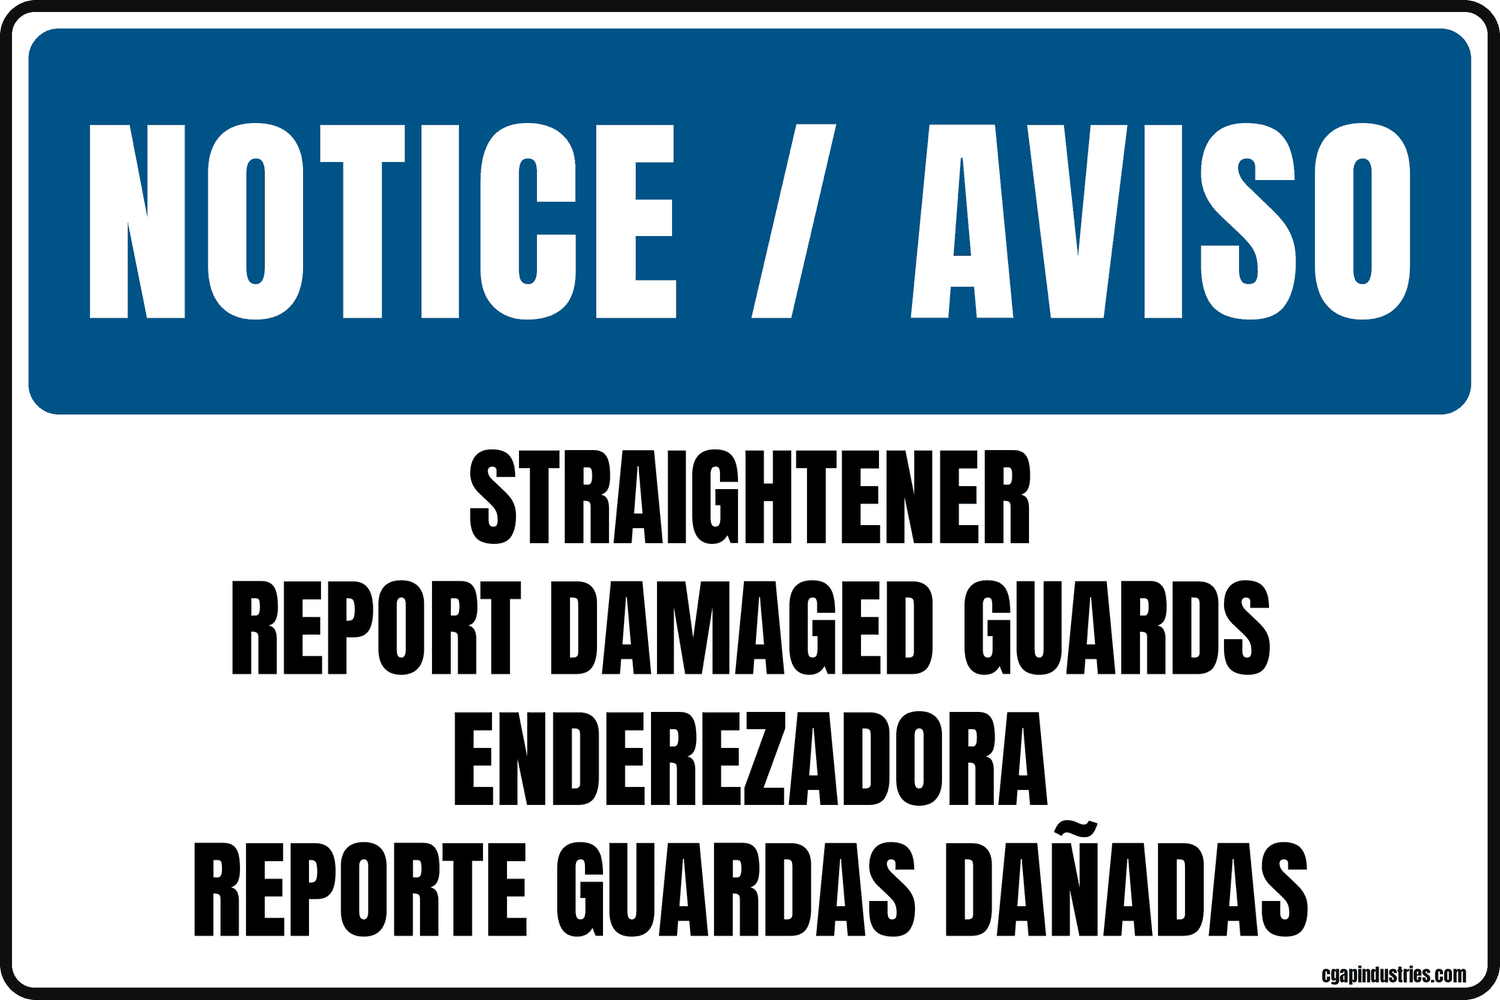 NOTICE / AVISO
STRAIGHTENER
REPORT DAMAGED GUARDS
ENDEREZADORA
REPORTE GUARDAS DAÑADAS
cgapindustries.com